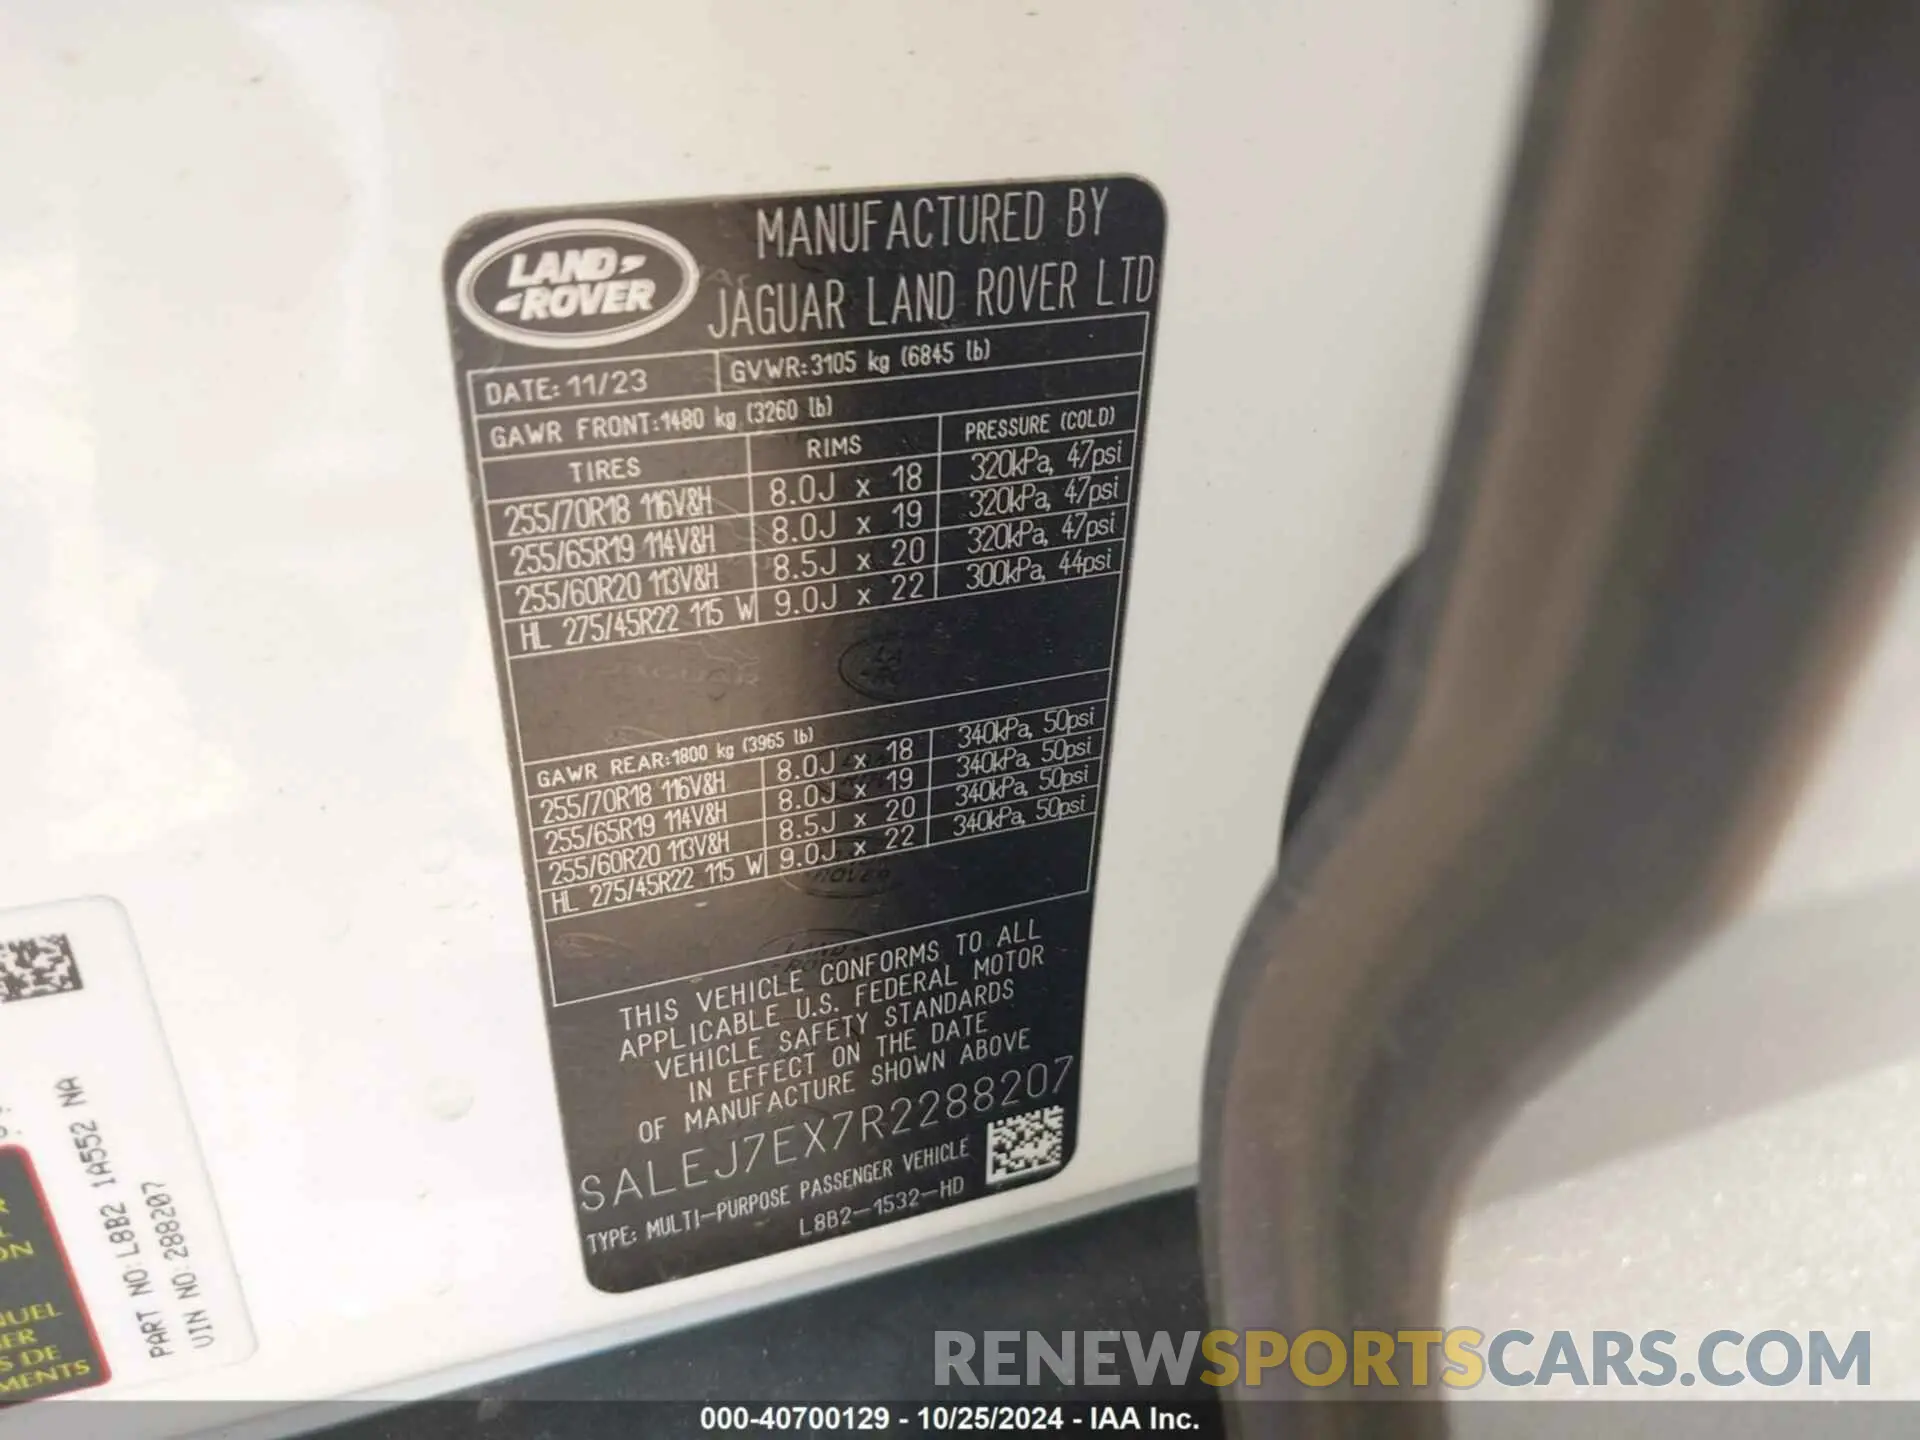 LAND
ROVER
MANUFACTURED BY
JAGUAR LAND ROVER LTD
DATE: 11/23
GVWR: 3105 kg (6845 lb)
GAWR FRONT: 1480 kg (3260 lb)
TIRES RIMS PRESSURE (COLD)
255/70R18 116V&H 8.0J x 18 320kPa, 47psi
255/65R19 114V&H 8.0J x 19 320kPa, 47psi
255/60R20 113V&H 8.5J x 20 320kPa, 47psi
HL 275/45R22 115 W 9.0J x 22 300kPa, 44psi
GAWR REAR: 1800 kg (3965 lb)
255/70R18 116V&H 8.0J x 18 340kPa, 50psi
255/65R19 114V&H 8.0J x 19 340kPa, 50psi
255/60R20 113V&H 8.5J x 20 340kPa, 50psi
HL 275/45R22 115 W 9.0J x 22 340kPa, 50psi
THIS VEHICLE CONFORMS TO ALL
APPLICABLE U.S. FEDERAL MOTOR
VEHICLE SAFETY STANDARDS
IN EFFECT ON THE DATE
OF MANUFACTURE SHOWN ABOVE
SALEJ7EX7R2288207
TYPE: MULTI-PURPOSE PASSENGER VEHICLE
L8B2-1532-HD
PART NO: L8B2 1A552 NA
VIN NO: 288207
ON
NUEL
ER
S DE
MENTS
RENEWSPORTSCARS.COM
000-40700129 - 10/25/2024 - IAA Inc.